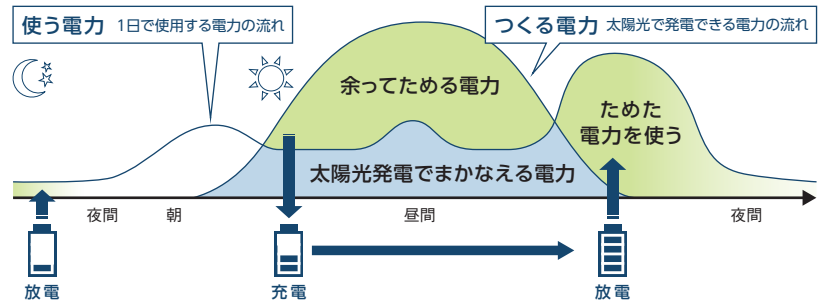 使う電力 1日で使用する電力の流れ
つくる電力 太陽光で発電できる電力の流れ
余ってためる電力
ためた
電力を使う
太陽光発電でまかなえる電力
夜間 朝 昼間 夜間
放電 充電 放電